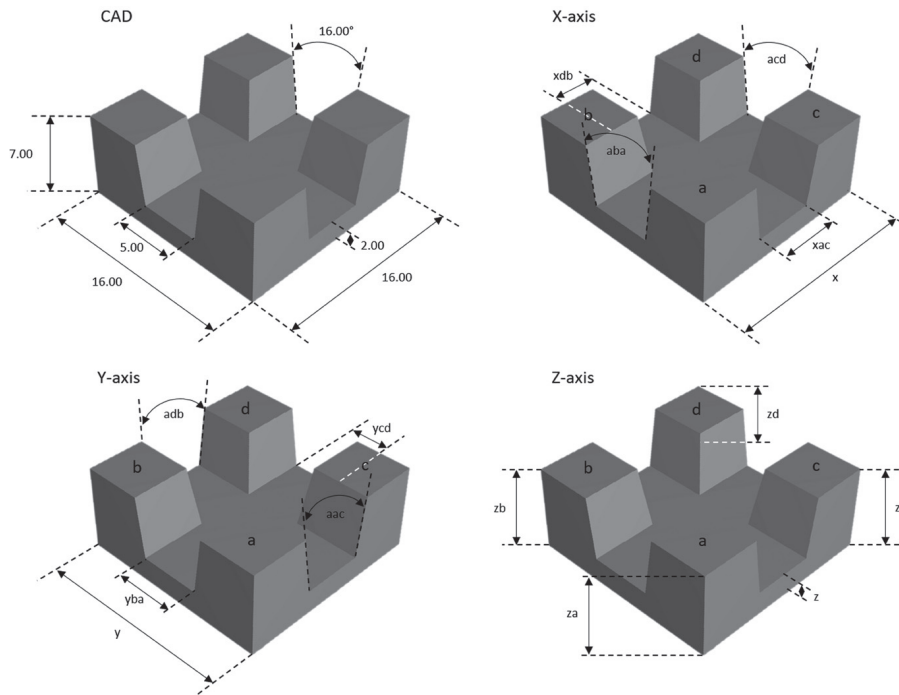 CAD
16.00°
7.00
5.00
2.00
16.00
16.00
X-axis
d
acd
xdb
b
c
aba
a
xac
x
Y-axis
adb
d
ycd
b
c
aac
a
yba
y
Z-axis
d
zd
b
c
zb
z
a
za
z